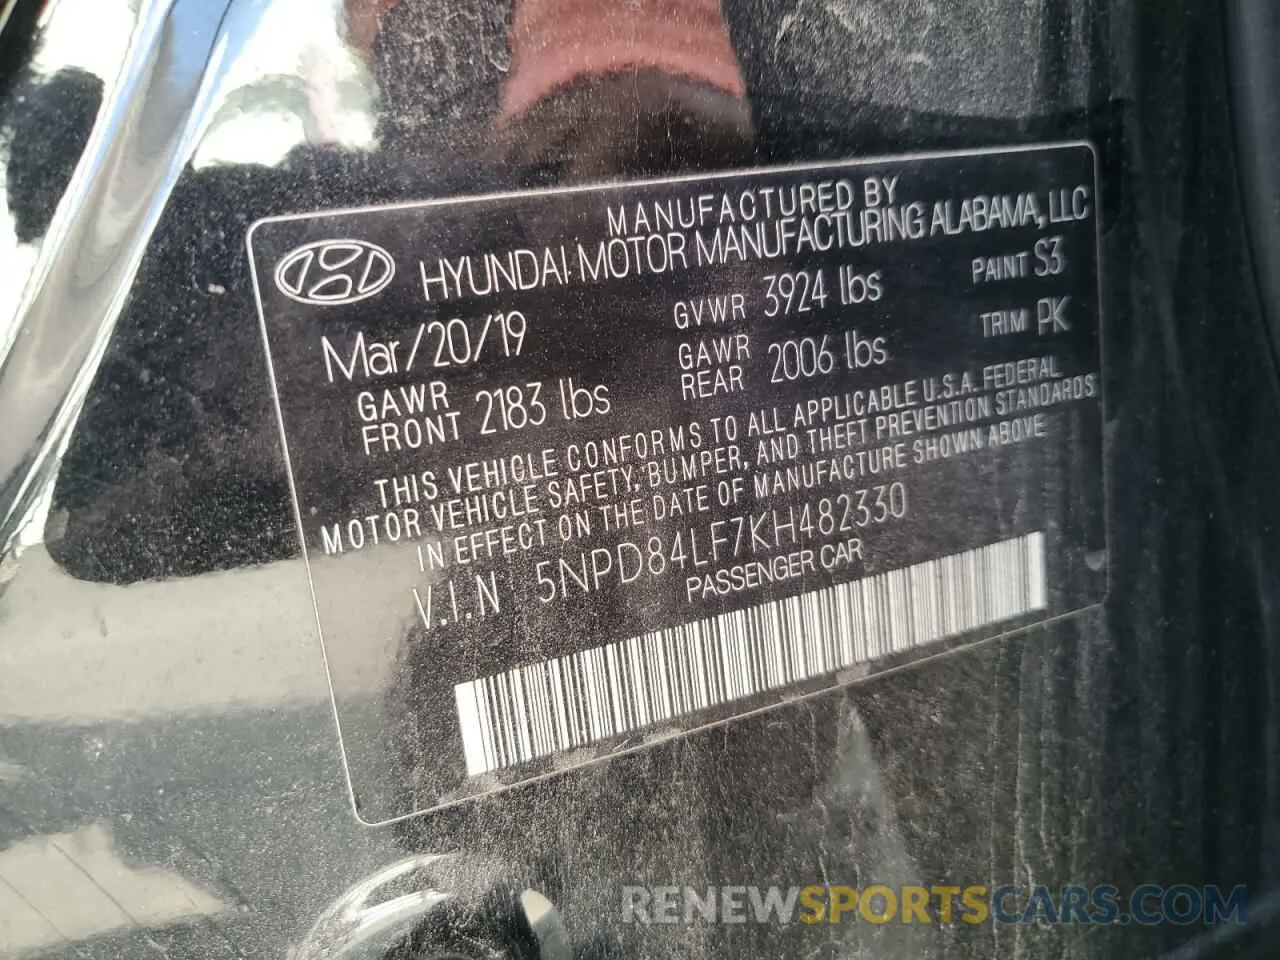 MANUFACTURED BY
HYUNDAI MOTOR MANUFACTURING ALABAMA, LLC
Mar/20/19 GVWR 3924 lbs PAINT S3
GAWR FRONT 2183 lbs GAWR REAR 2006 lbs TRIM PK
THIS VEHICLE CONFORMS TO ALL APPLICABLE U.S.A. FEDERAL
MOTOR VEHICLE SAFETY, BUMPER, AND THEFT PREVENTION STANDARDS
IN EFFECT ON THE DATE OF MANUFACTURE SHOWN ABOVE
V.I.N 5NPD84LF7KH482330
PASSENGER CAR
RENEWSPORTSCARS.COM